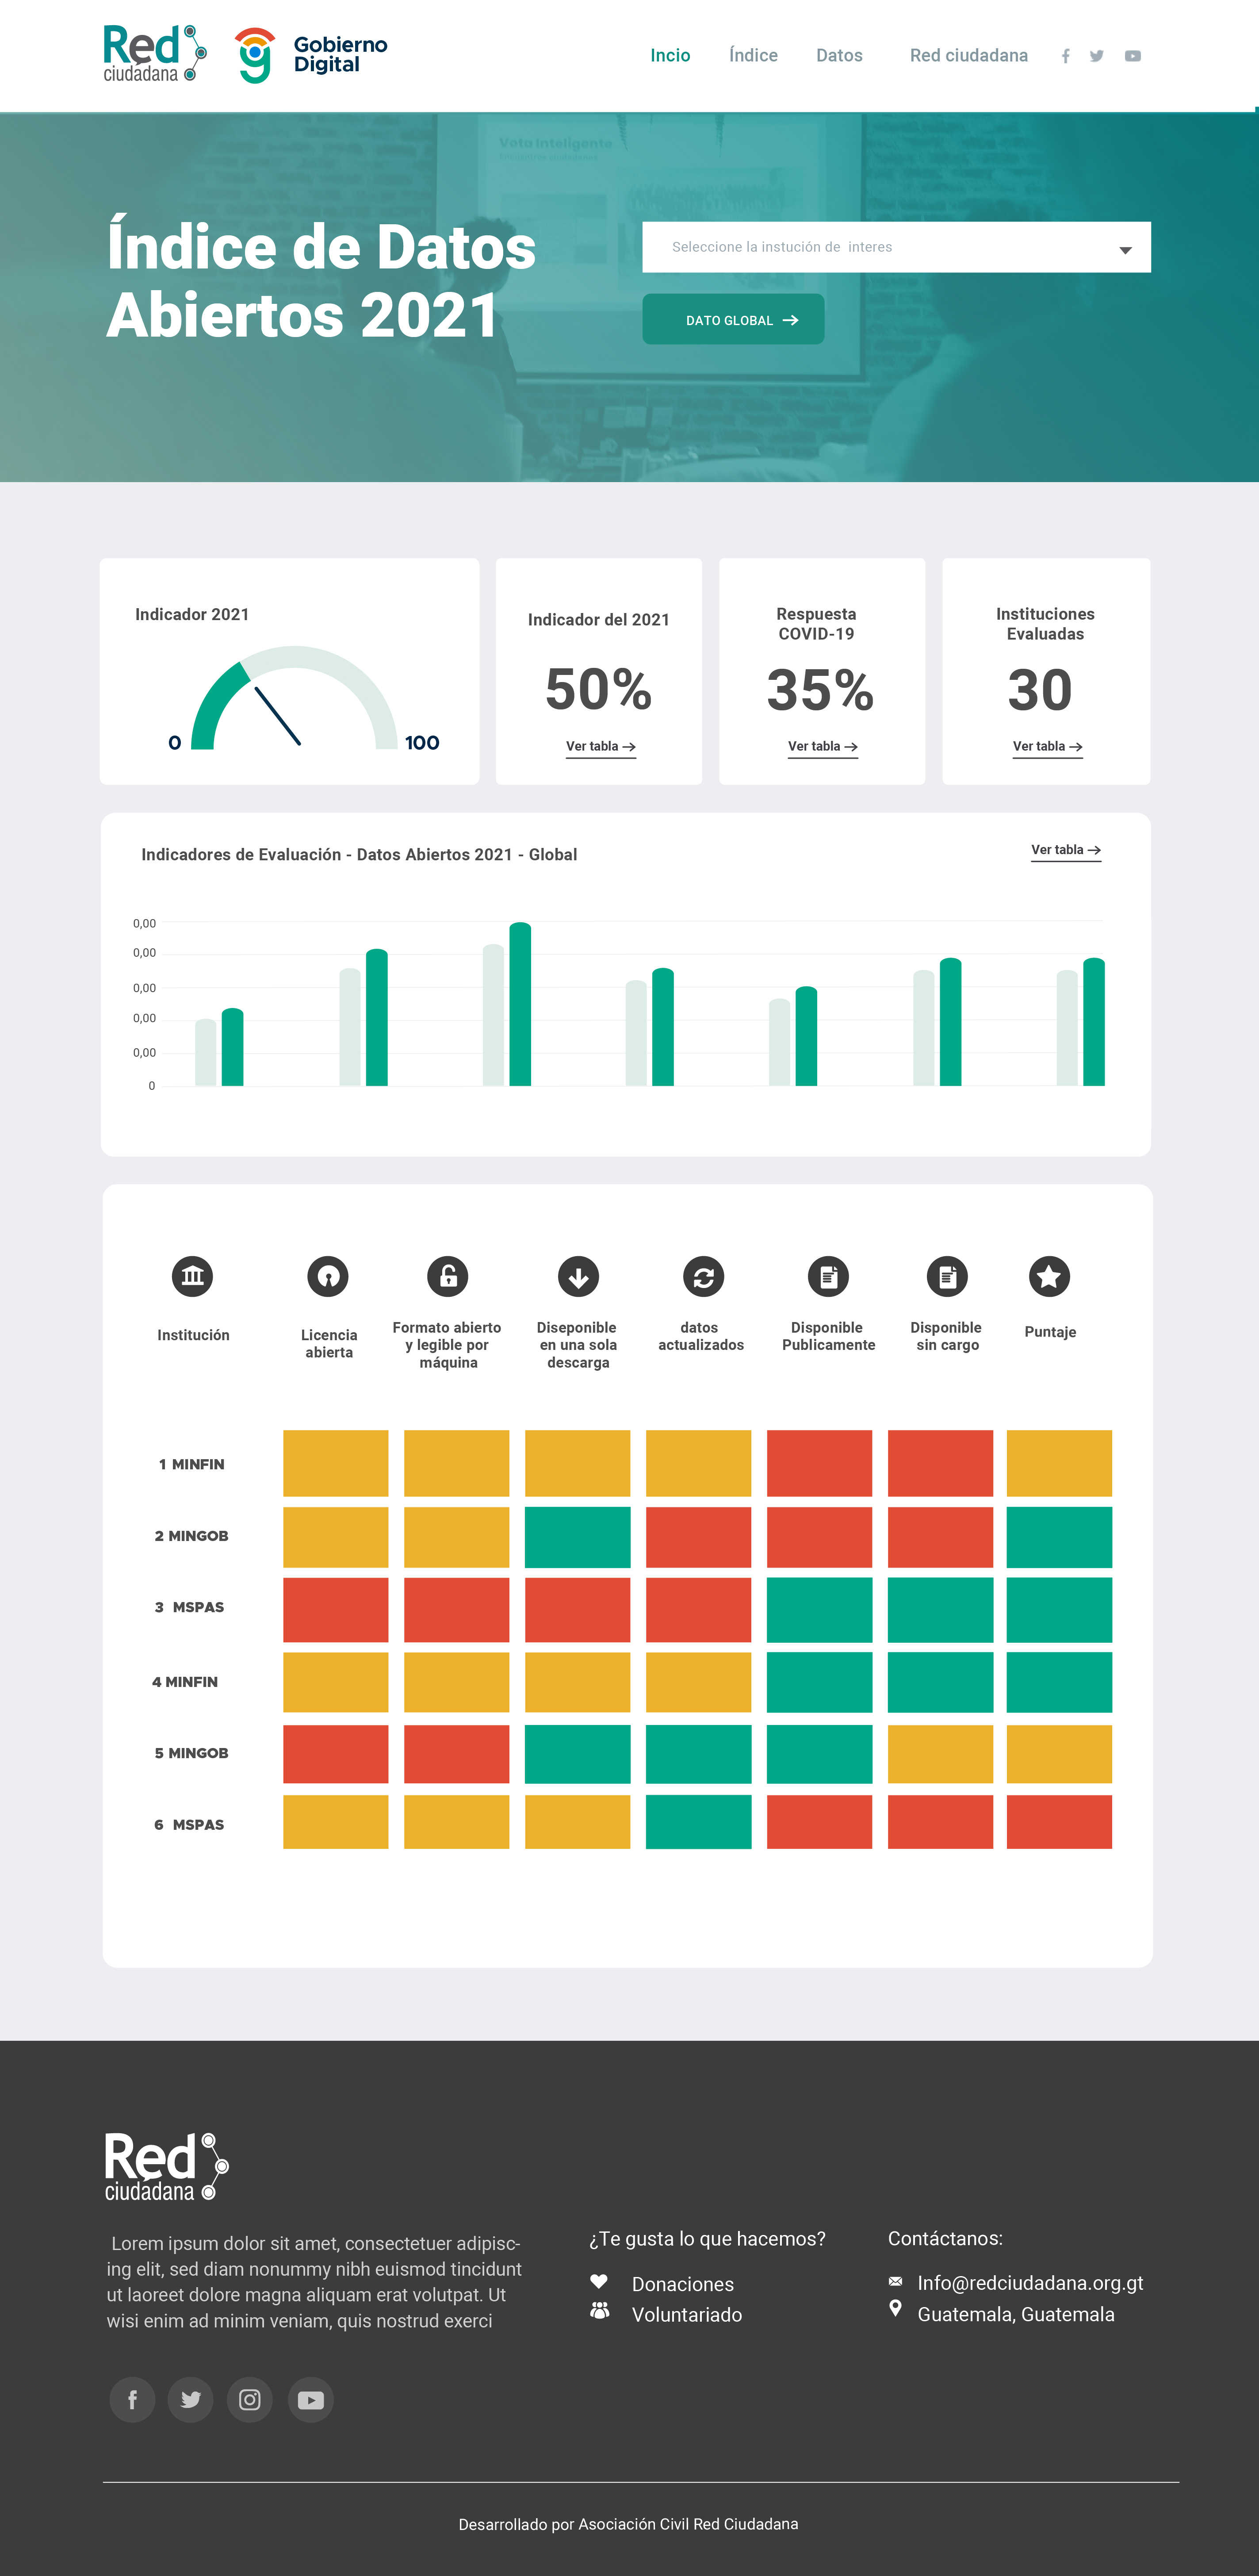 Red
ciudadana
Gobierno
Digital
Incio
Índice
Datos
Red ciudadana
Voto Inteligente
Índice de Datos
Abiertos 2021
Seleccione la instución de interes
DATO GLOBAL
Indicador 2021
0
100
Indicador del 2021
50%
Ver tabla
Respuesta
COVID-19
35%
Ver tabla
Instituciones
Evaluadas
30
Ver tabla
Indicadores de Evaluación - Datos Abiertos 2021 - Global
Ver tabla
0,00
0,00
0,00
0,00
0,00
0
Institución
Licencia
abierta
Formato abierto
y legible por
máquina
Diseponible
en una sola
descarga
datos
actualizados
Disponible
Publicamente
Disponible
sin cargo
Puntaje
1 MINFIN
2 MINGOB
3 MSPAS
4 MINFIN
5 MINGOB
6 MSPAS
Red
ciudadana
Lorem ipsum dolor sit amet, consectetuer adipisc-
ing elit, sed diam nonummy nibh euismod tincidunt
ut laoreet dolore magna aliquam erat volutpat. Ut
wisi enim ad minim veniam, quis nostrud exerci
¿Te gusta lo que hacemos?
Donaciones
Voluntariado
Contáctanos:
Info@redciudadana.org.gt
Guatemala, Guatemala
Desarrollado por Asociación Civil Red Ciudadana